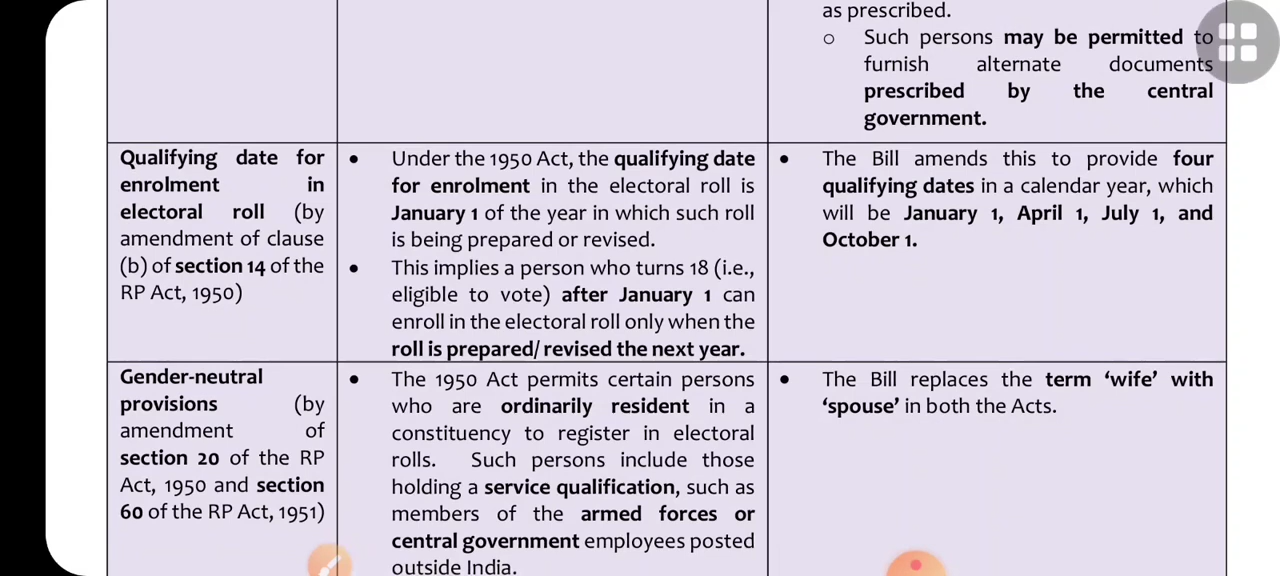 as prescribed.
o Such persons may be permitted to
furnish alternate documents
prescribed by the central
government.
Qualifying date for
enrolment in
electoral roll (by
amendment of clause
(b) of section 14 of the
RP Act, 1950)
• Under the 1950 Act, the qualifying date
for enrolment in the electoral roll is
January 1 of the year in which such roll
is being prepared or revised.
• This implies a person who turns 18 (i.e.,
eligible to vote) after January 1 can
enroll in the electoral roll only when the
roll is prepared/ revised the next year.
• The Bill amends this to provide four
qualifying dates in a calendar year, which
will be January 1, April 1, July 1, and
October 1.
Gender-neutral
provisions (by
amendment of
section 20 of the RP
Act, 1950 and section
60 of the RP Act, 1951)
• The 1950 Act permits certain persons
who are ordinarily resident in a
constituency to register in electoral
rolls. Such persons include those
holding a service qualification, such as
members of the armed forces or
central government employees posted
outside India.
• The Bill replaces the term ‘wife’ with
‘spouse’ in both the Acts.